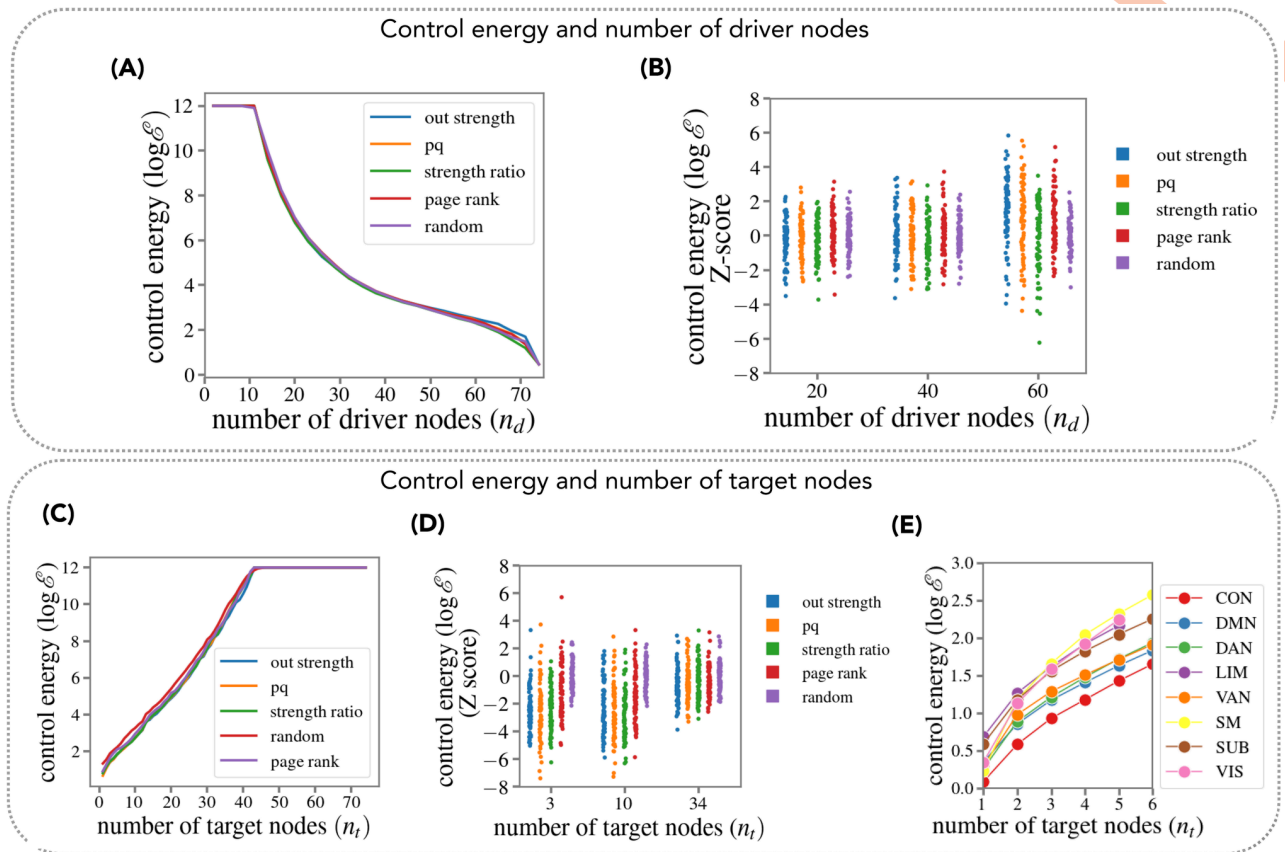 Control energy and number of driver nodes
(A)
control energy (log ℰ)
12
10
8
6
4
2
0
0 10 20 30 40 50 60 70
number of driver nodes (n_d)
out strength
pq
strength ratio
page rank
random
(B)
control energy (log ℰ)
Z-score
8
6
4
2
0
−2
−4
−6
−8
20 40 60
number of driver nodes (n_d)
out strength
pq
strength ratio
page rank
random
Control energy and number of target nodes
(C)
control energy (log ℰ)
12
10
8
6
4
2
0 10 20 30 40 50 60 70
number of target nodes (n_t)
out strength
pq
strength ratio
random
page rank
(D)
control energy (log ℰ)
(Z score)
8
6
4
2
0
−2
−4
−6
−8
3 10 34
number of target nodes (n_t)
out strength
pq
strength ratio
page rank
random
(E)
control energy (log ℰ)
3.0
2.5
2.0
1.5
1.0
0.5
0.0
1 2 3 4 5 6
number of target nodes (n_t)
CON
DMN
DAN
LIM
VAN
SM
SUB
VIS